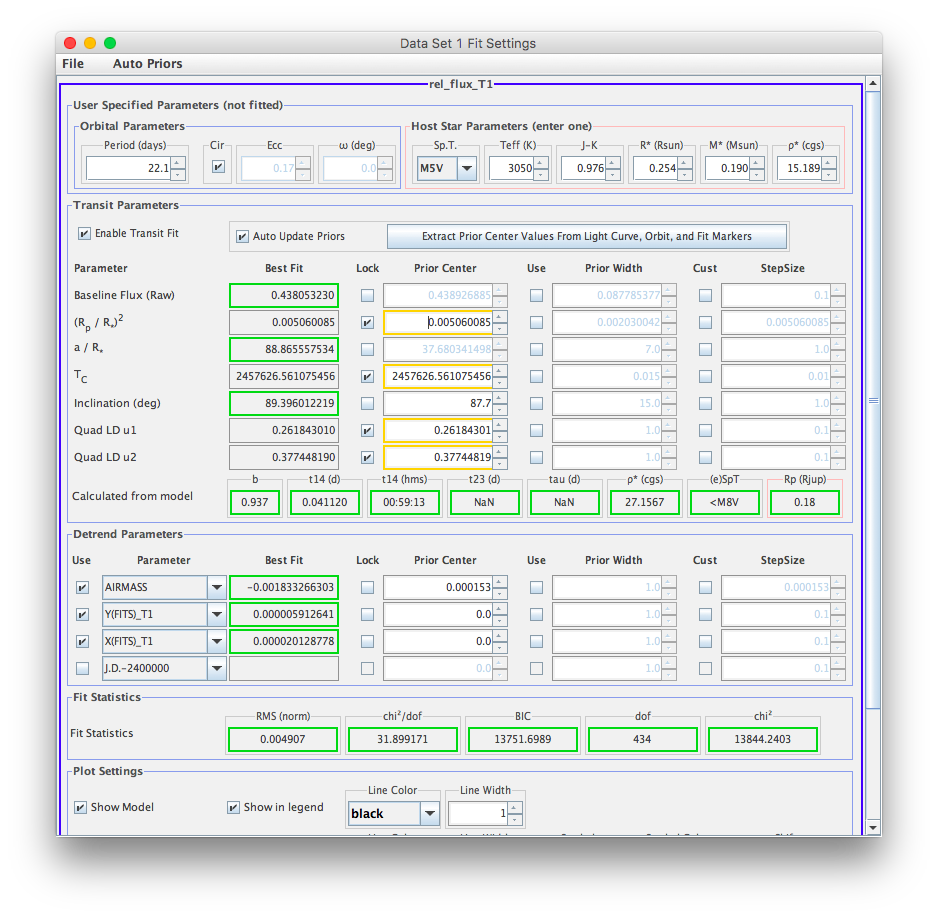 Data Set 1 Fit Settings
File Auto Priors
rel_flux_T1
User Specified Parameters (not fitted)
Orbital Parameters Host Star Parameters (enter one)
Period (days) Cir Ecc ω (deg) Sp.T. Teff (K) J-K R* (Rsun) M* (Msun) ρ* (cgs)
22.1 0.17 0.0 M5V 3050 0.976 0.254 0.190 15.189
Transit Parameters
Enable Transit Fit Auto Update Priors Extract Prior Center Values From Light Curve, Orbit, and Fit Markers
Parameter Best Fit Lock Prior Center Use Prior Width Cust StepSize
Baseline Flux (Raw) 0.438053230 0.438926885 0.087785377 0.1
(Rp / R*)² 0.005060085 0.005060085 0.002030042 0.005060085
a / R* 88.865557534 37.680341498 7.0 1.0
TC 2457626.561075456 2457626.561075456 0.015 0.01
Inclination (deg) 89.396012219 87.7 15.0 1.0
Quad LD u1 0.261843010 0.26184301 1.0 0.1
Quad LD u2 0.377448190 0.37744819 1.0 0.1
b t14 (d) t14 (hms) t23 (d) tau (d) ρ* (cgs) (e)SpT Rp (Rjup)
Calculated from model 0.937 0.041120 00:59:13 NaN NaN 27.1567 <M8V 0.18
Detrend Parameters
Use Parameter Best Fit Lock Prior Center Use Prior Width Cust StepSize
AIRMASS −0.001833266303 0.000153 1.0 0.000153
Y(FITS)_T1 0.000005912641 0.0 1.0 0.1
X(FITS)_T1 0.000020128778 0.0 1.0 0.1
J.D.-2400000 0.0 1.0 0.1
Fit Statistics
RMS (norm) chi²/dof BIC dof chi²
Fit Statistics 0.004907 31.899171 13751.6989 434 13844.2403
Plot Settings
Line Color Line Width
Show Model Show in legend black 1